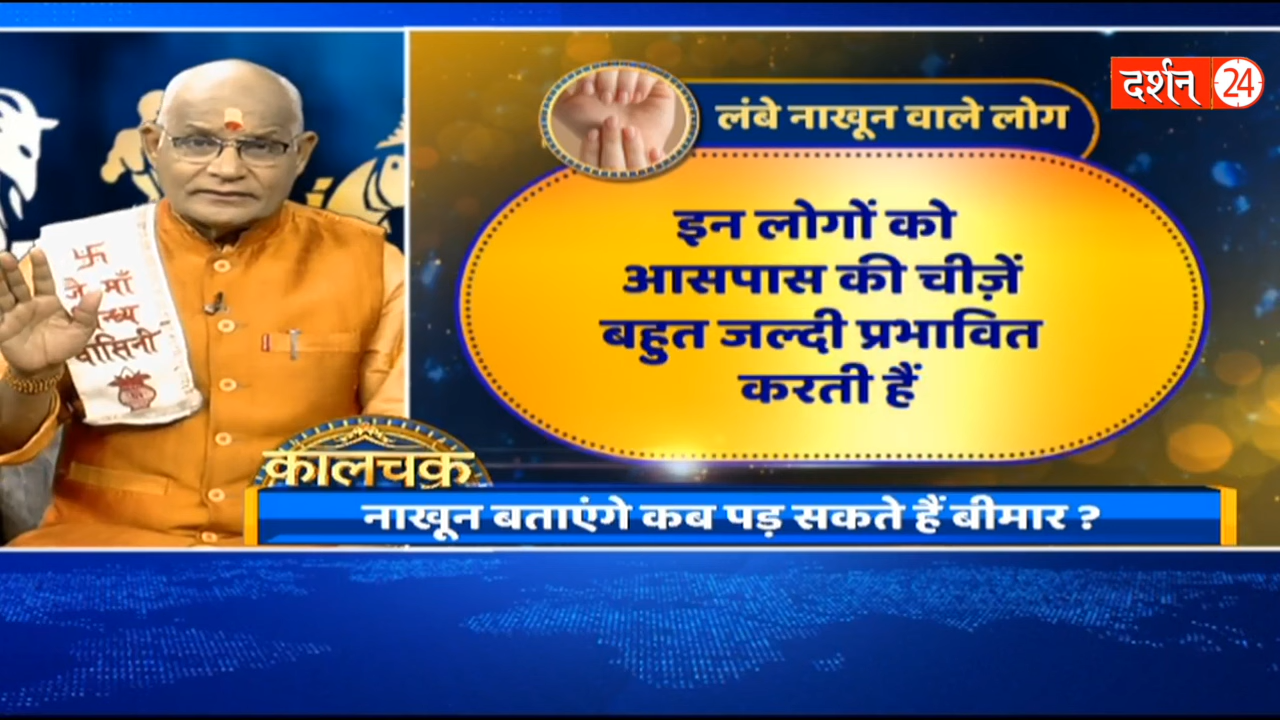 दर्शन 24
लंबे नाखून वाले लोग
इन लोगों को
आसपास की चीज़ें
बहुत जल्दी प्रभावित
करती हैं
जै माँ
वासिनी
कालचक्र
नाखून बताएंगे कब पड़ सकते हैं बीमार ?